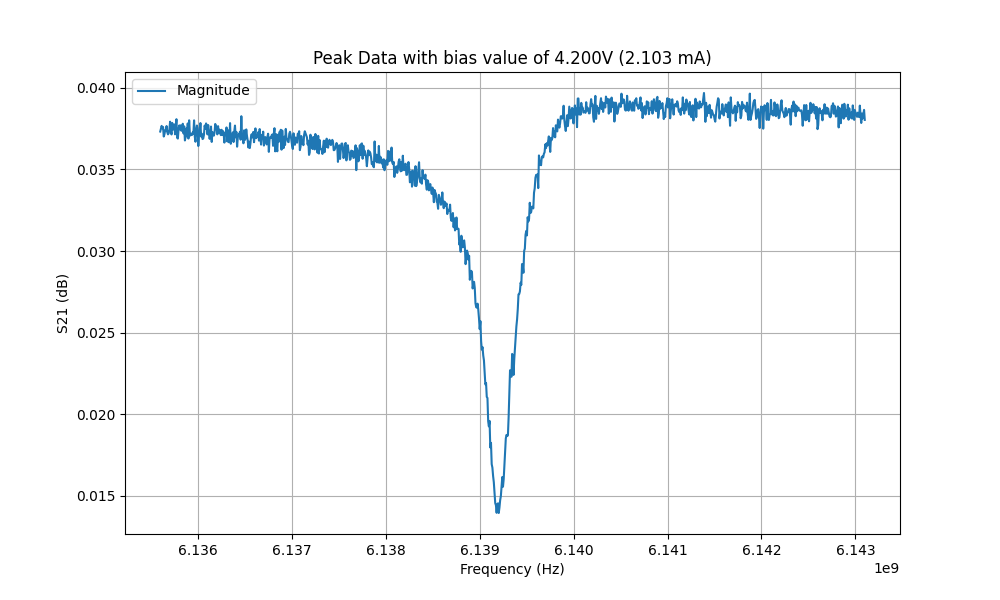 Peak Data with bias value of 4.200V (2.103 mA)
Magnitude
S21 (dB)
0.040
0.035
0.030
0.025
0.020
0.015
6.136 6.137 6.138 6.139 6.140 6.141 6.142 6.143
1e9
Frequency (Hz)